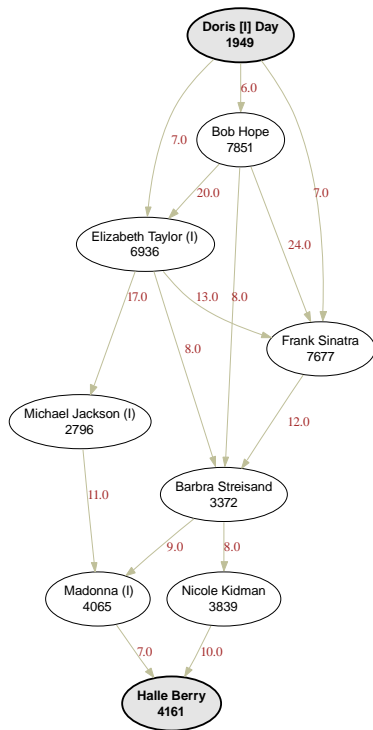 Doris [I] Day
1949
6.0
Bob Hope
7851
7.0
20.0
7.0
Elizabeth Taylor (I)
6936
24.0
17.0
13.0
8.0
8.0
Frank Sinatra
7677
Michael Jackson (I)
2796
12.0
Barbra Streisand
3372
11.0
9.0
8.0
Madonna (I)
4065
Nicole Kidman
3839
7.0
10.0
Halle Berry
4161